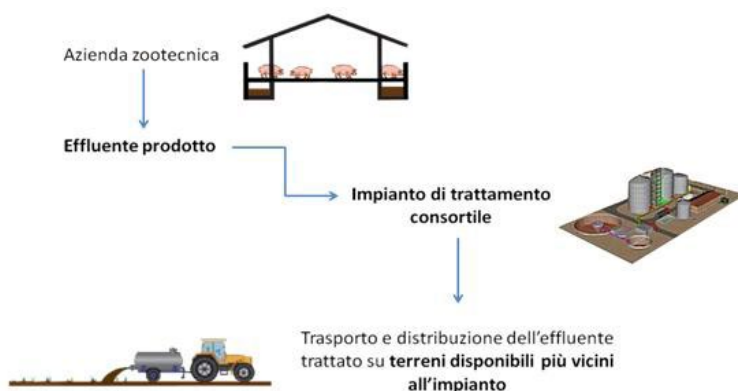 Azienda zootecnica
Effluente prodotto
Impianto di trattamento
consortile
Trasporto e distribuzione dell'effluente
trattato su terreni disponibili più vicini
all'impianto